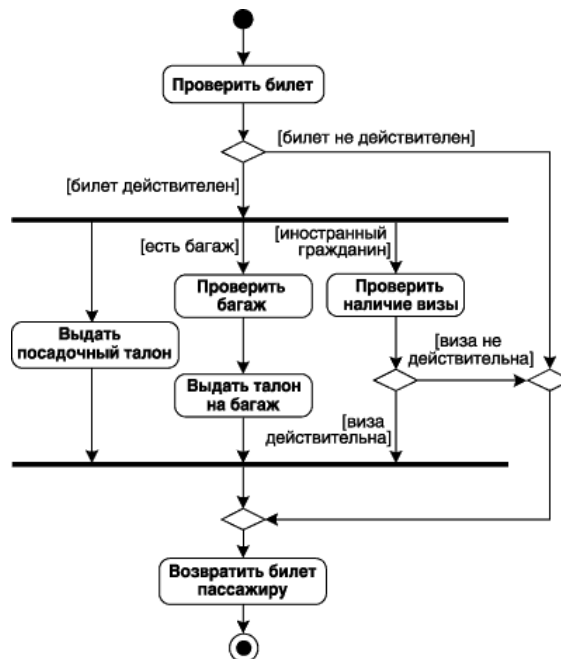 Проверить билет
[билет не действителен]
[билет действителен]
[есть багаж]
[иностранный
гражданин]
Проверить
багаж
Проверить
наличие визы
Выдать
посадочный талон
[виза не
действительна]
Выдать талон
на багаж
[виза
действительна]
Возвратить билет
пассажиру